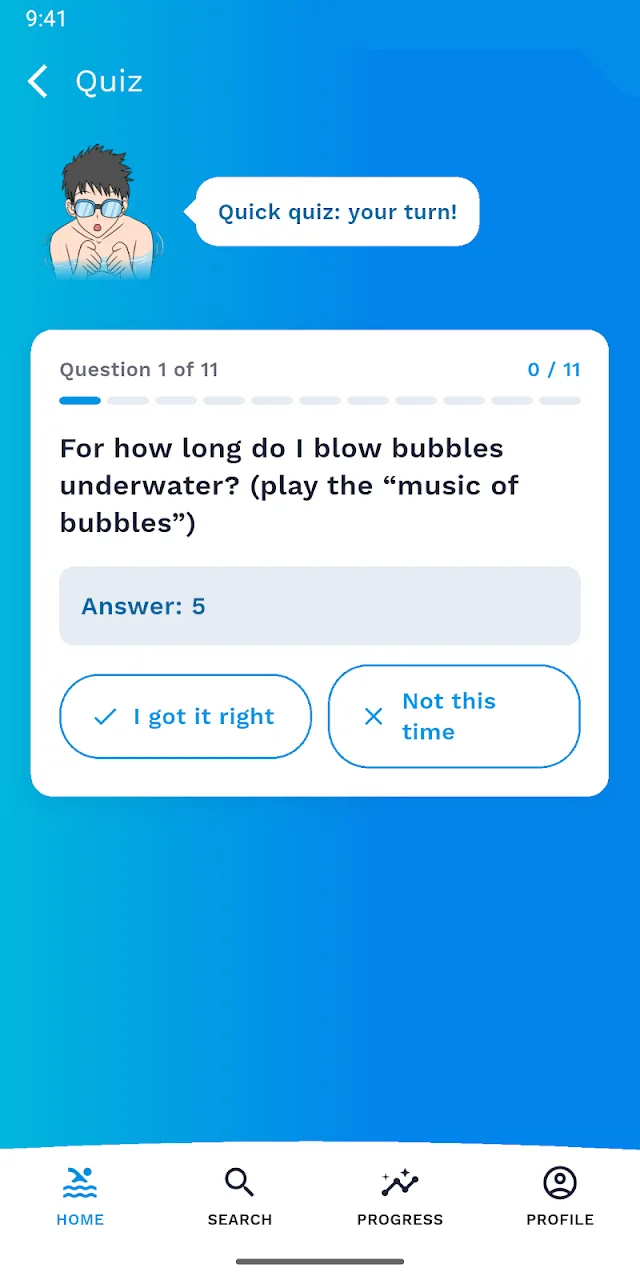 9:41
Quiz
Quick quiz: your turn!
Question 1 of 11
0 / 11
For how long do I blow bubbles
underwater? (play the “music of
bubbles”)
Answer: 5
I got it right
Not this
time
HOME
SEARCH
PROGRESS
PROFILE